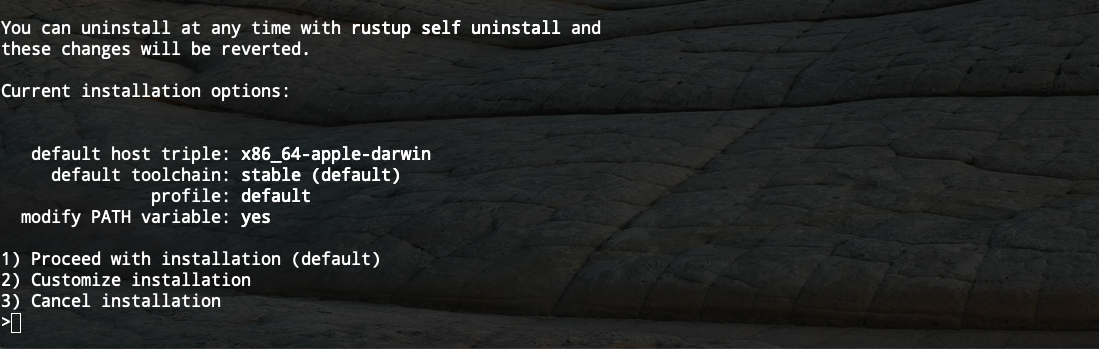 You can uninstall at any time with rustup self uninstall and
these changes will be reverted.
Current installation options:
default host triple: x86_64-apple-darwin
default toolchain: stable (default)
profile: default
modify PATH variable: yes
1) Proceed with installation (default)
2) Customize installation
3) Cancel installation
>